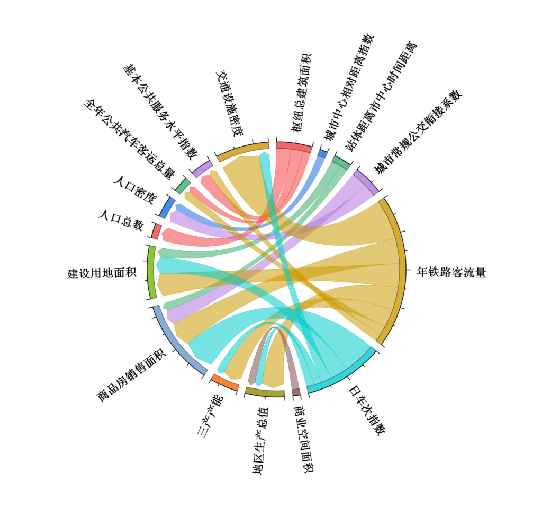 枢纽总建筑面积
城市中心相对距离指数
站体距离市中心时间距离
城市常规公交衔接系数
年铁路客流量
日车次指数
商业空间面积
地区生产总值
三产产能
商品房销售面积
建设用地面积
人口总数
人口密度
全年公共汽车客运总量
基本公共服务水平指数
交通设施密度